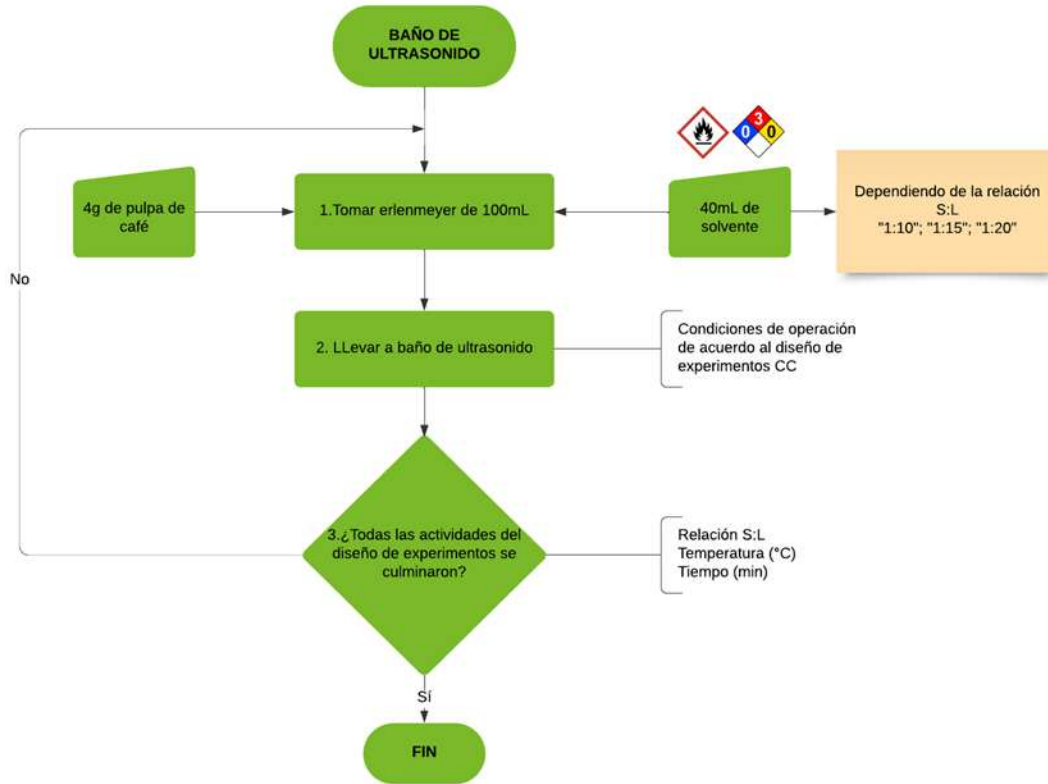 BAÑO DE
ULTRASONIDO
3
0
0
4g de pulpa de
café
1.Tomar erlenmeyer de 100mL
40mL de
solvente
Dependiendo de la relación
S:L
"1:10"; "1:15"; "1:20"
No
2. LLevar a baño de ultrasonido
Condiciones de operación
de acuerdo al diseño de
experimentos CC
3.¿Todas las actividades del
diseño de experimentos se
culminaron?
Relación S:L
Temperatura (°C)
Tiempo (min)
Sí
FIN